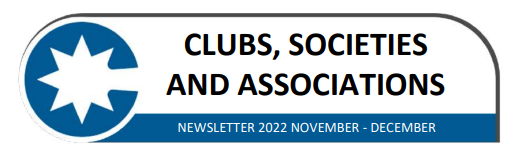 CLUBS, SOCIETIES
AND ASSOCIATIONS
NEWSLETTER 2022 NOVEMBER - DECEMBER